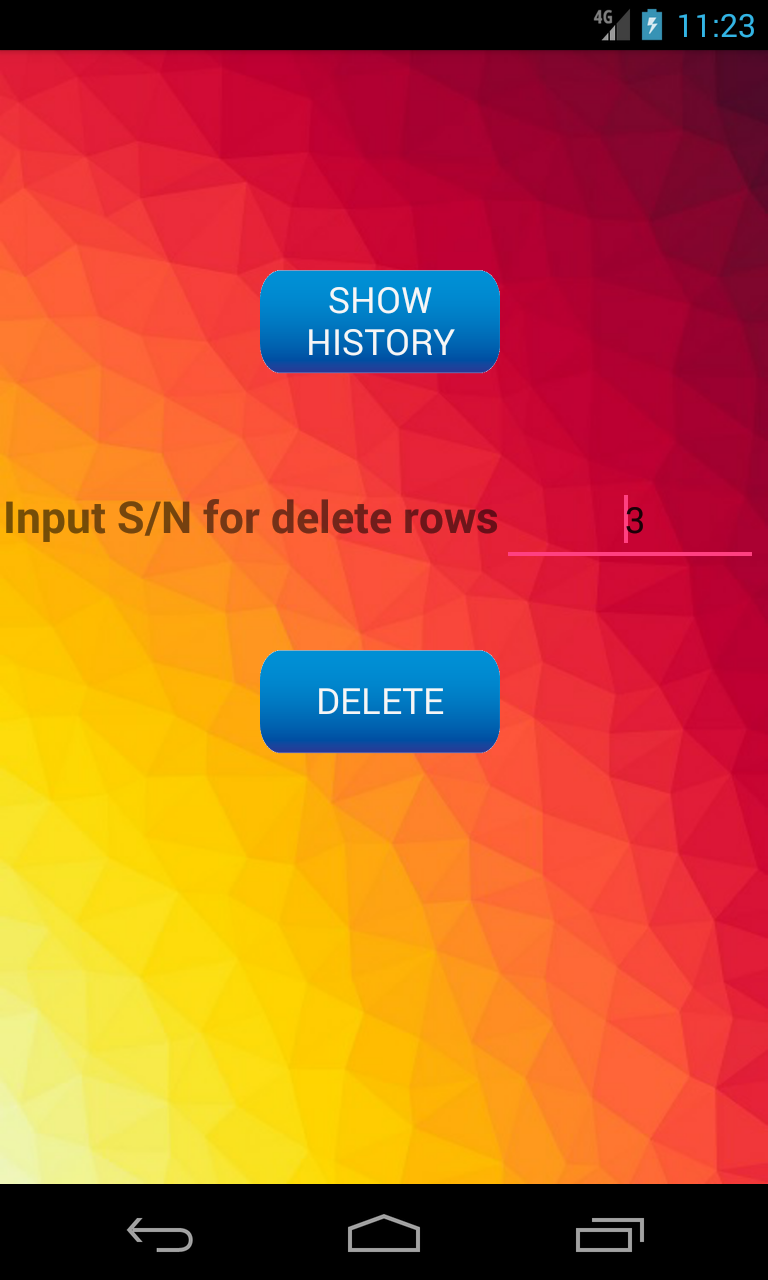 4G 11:23
SHOW
HISTORY
Input S/N for delete rows 3
DELETE